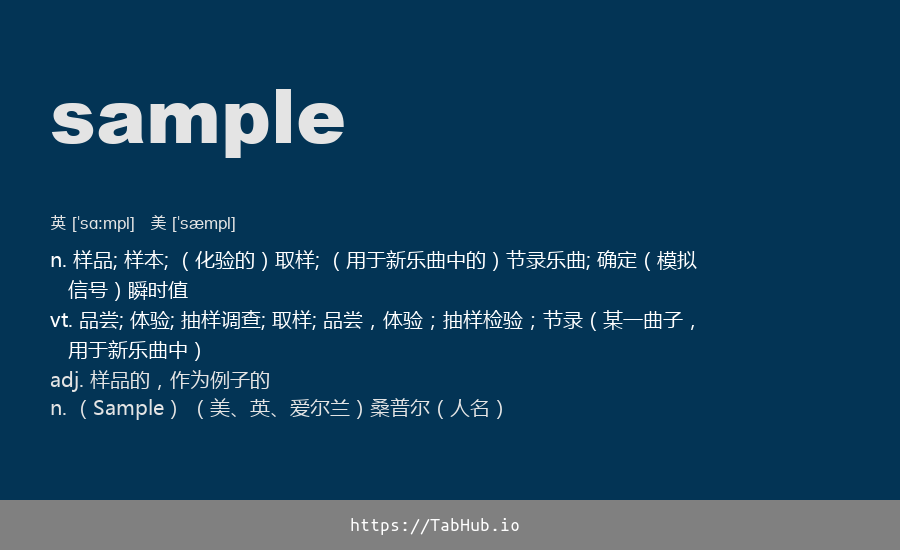 sample
英 [ˈsɑːmpl] 美 [ˈsæmpl]
n. 样品; 样本; （化验的）取样; （用于新乐曲中的）节录乐曲; 确定（模拟
信号）瞬时值
vt. 品尝; 体验; 抽样调查; 取样; 品尝，体验；抽样检验；节录（某一曲子，
用于新乐曲中）
adj. 样品的，作为例子的
n. （Sample） （美、英、爱尔兰）桑普尔（人名）
https://TabHub.io